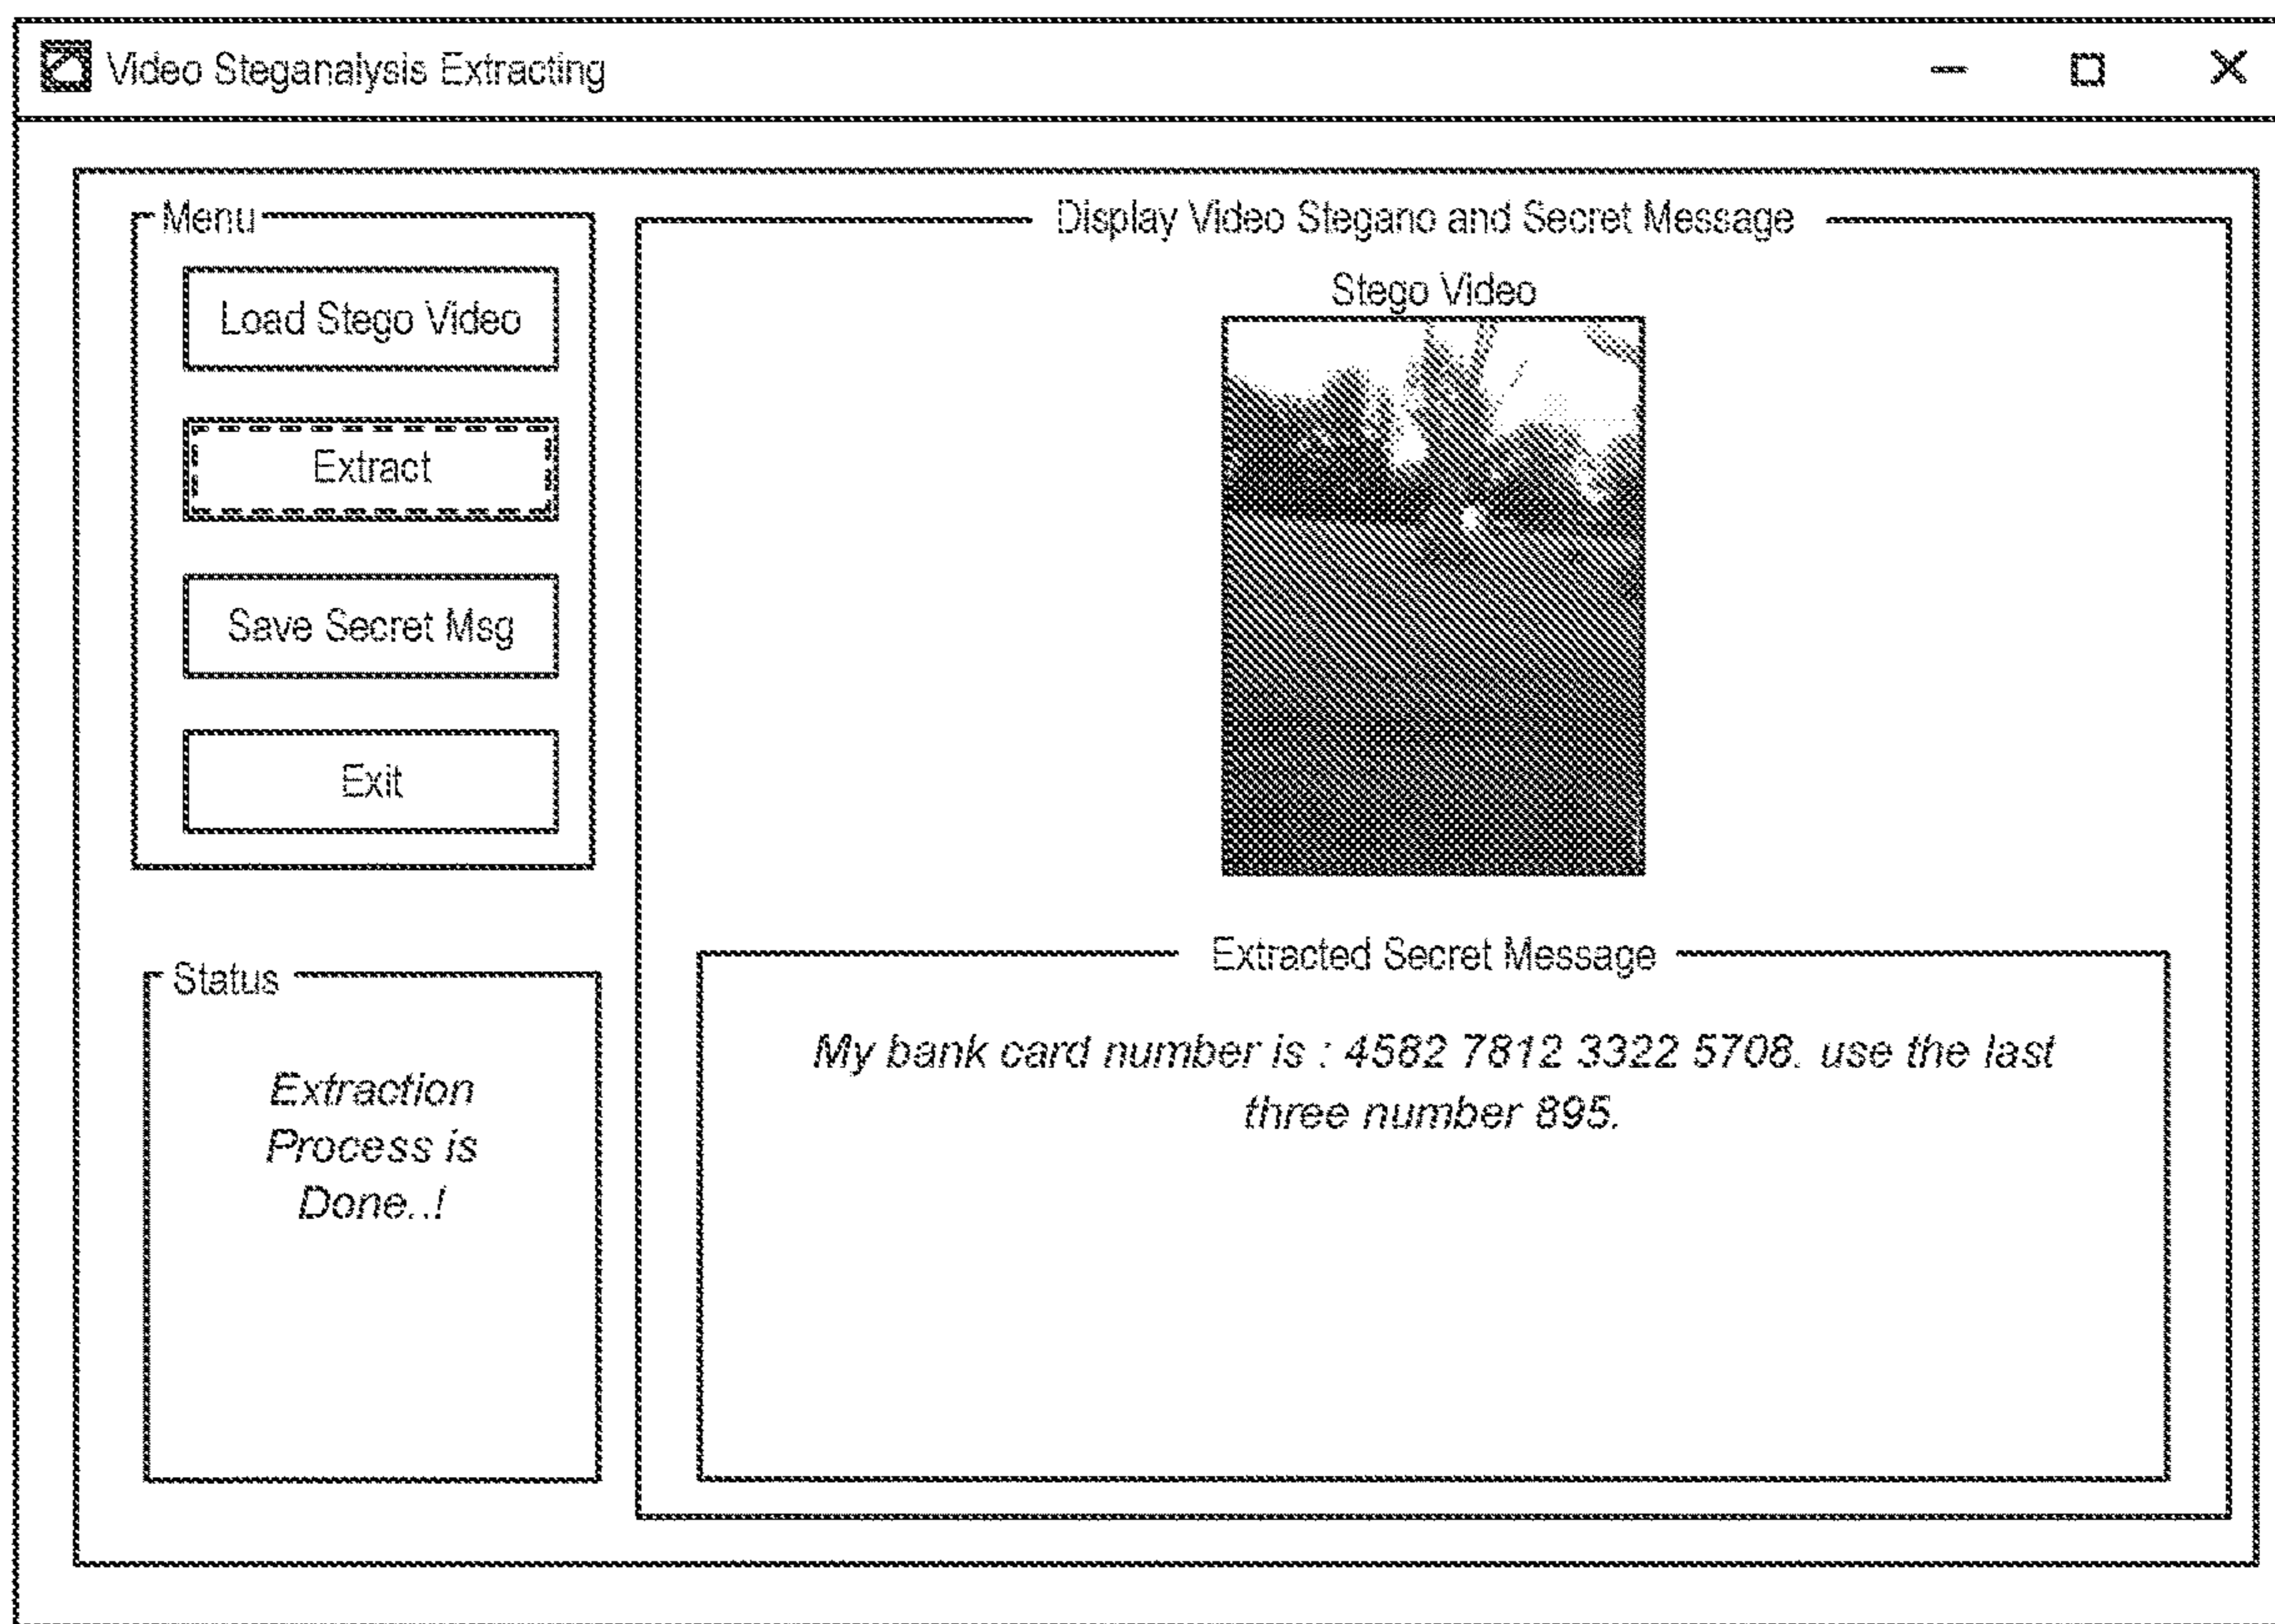 Video Steganalysis Extracting
Menu
Load Stego Video
Extract
Save Secret Msg
Exit
Status
Extraction
Process is
Done..!
Display Video Stegano and Secret Message
Stego Video
Extracted Secret Message
My bank card number is : 4582 7812 3322 5708. use the last
three number 895.